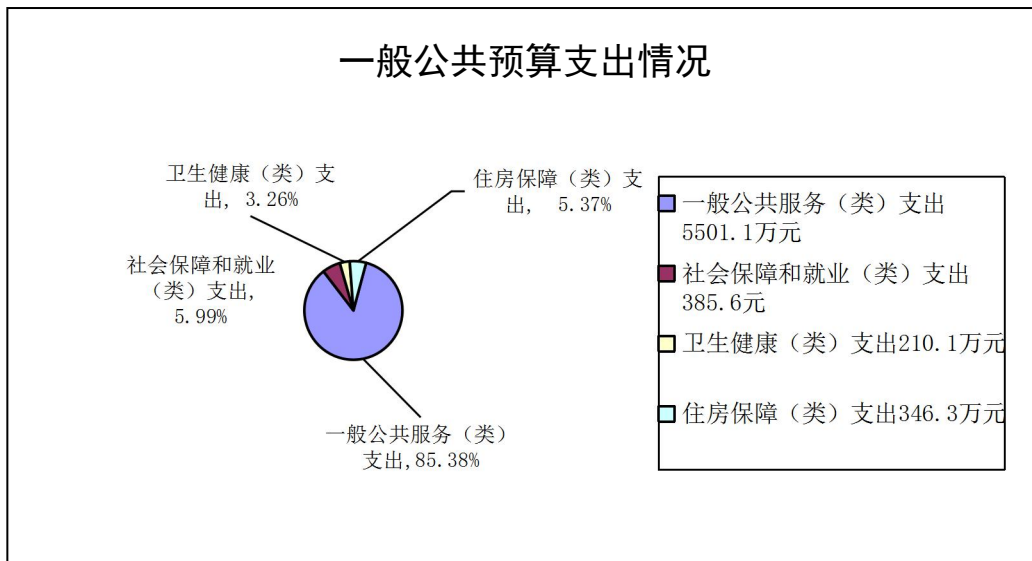 一般公共预算支出情况
卫生健康（类）支
出, 3.26%
住房保障（类）支
出, 5.37%
社会保障和就业
（类）支出,
5.99%
一般公共服务（类）
支出,85.38%
一般公共服务（类）支出
5501.1万元
社会保障和就业（类）支出
385.6元
卫生健康（类）支出210.1万元
住房保障（类）支出346.3万元